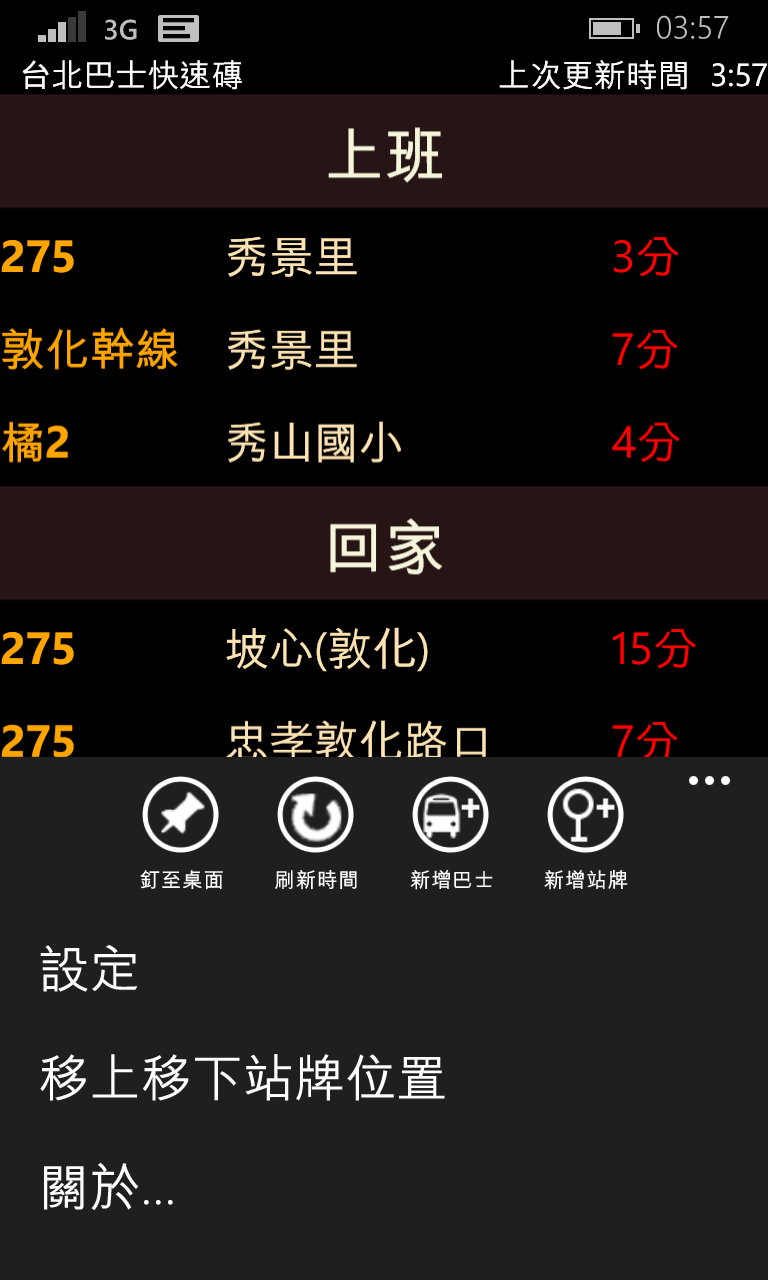 3G 03:57
台北巴士快速磚 上次更新時間 3:57
上班
275 秀景里 3分
敦化幹線 秀景里 7分
橘2 秀山國小 4分
回家
275 坡心(敦化) 15分
275 忠孝敦化路口 7分
釘至桌面 刷新時間 新增巴士 新增站牌
設定
移上移下站牌位置
關於...